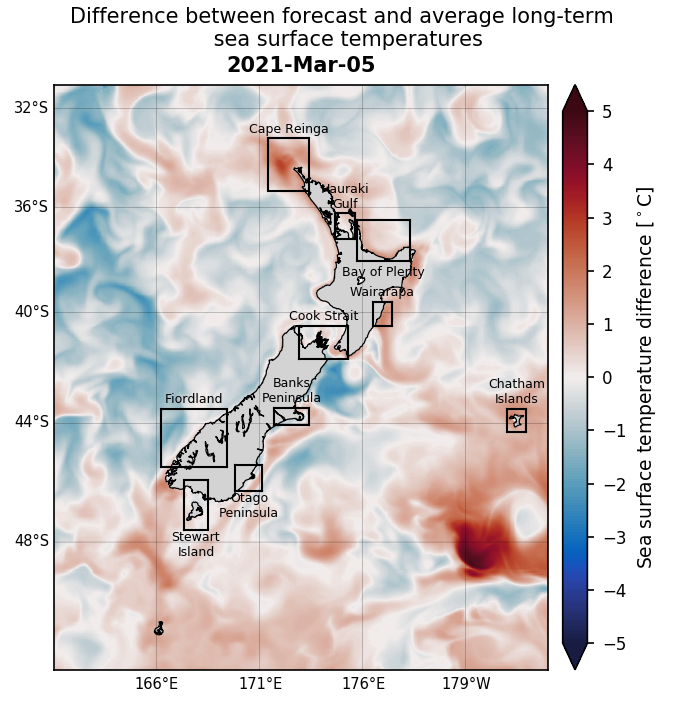 Difference between forecast and average long-term
sea surface temperatures
2021-Mar-05
32°S
36°S
40°S
44°S
48°S
166°E
171°E
176°E
179°W
Cape Reinga
Hauraki
Gulf
Bay of Plenty
Wairarapa
Cook Strait
Banks
Peninsula
Chatham
Islands
Fiordland
Otago
Peninsula
Stewart
Island
5
4
3
2
1
0
−1
−2
−3
−4
−5
Sea surface temperature difference [°C]